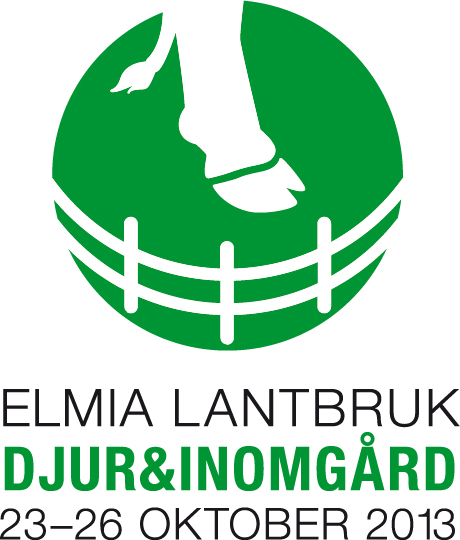 ELMIA LANTBRUK
DJUR&INOMGÅRD
23–26 OKTOBER 2013